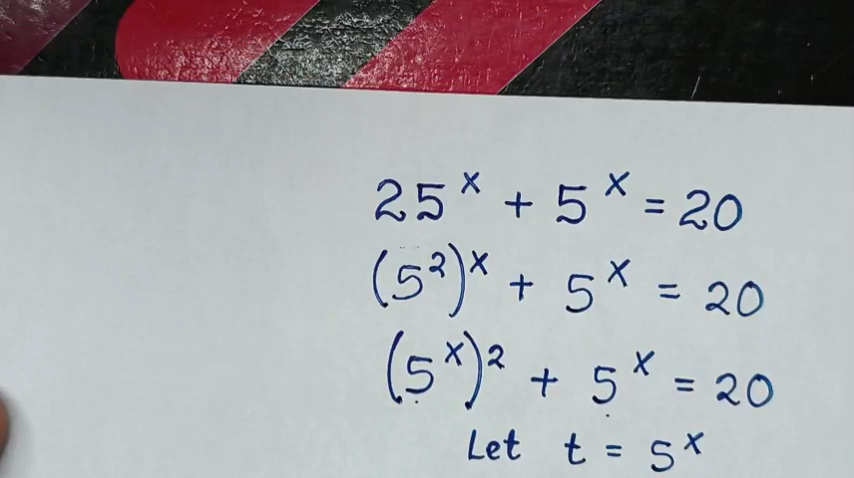 25^x + 5^x = 20
(5^2)^x + 5^x = 20
(5^x)^2 + 5^x = 20
Let t = 5^x